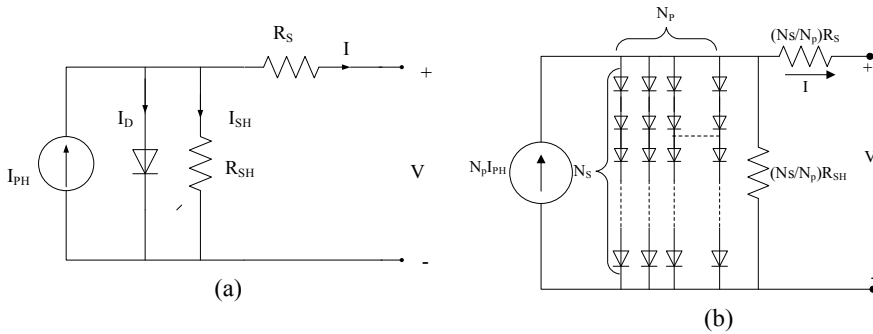 R_S
I
+
I_D
I_SH
I_PH
R_SH
V
-
(a)
N_P
(Ns/N_p)R_S
+
I
N_pI_PH
N_S
(Ns/N_p)R_SH
V
-
(b)